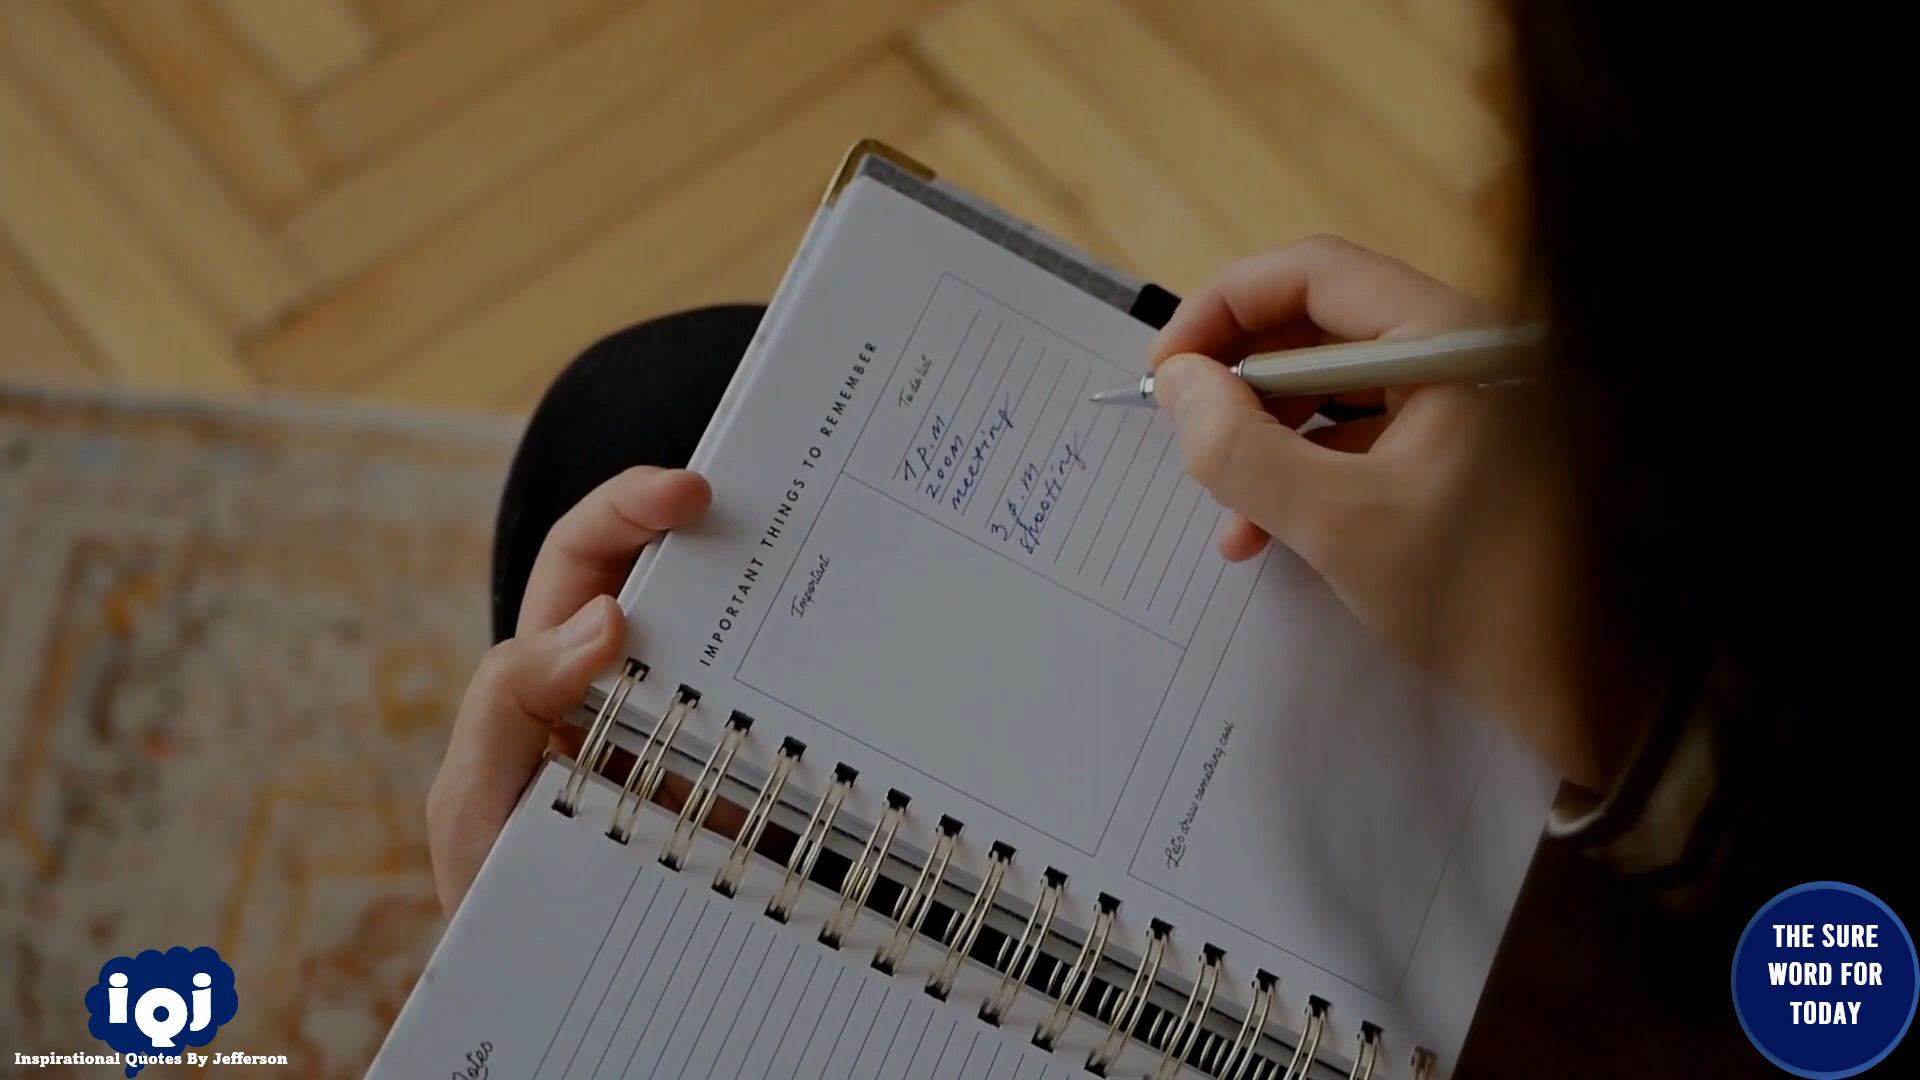 IMPORTANT THINGS TO REMEMBER
To do list
1 p.m
zoom
meeting
3 p.m
shooting
Important
Let's draw something cool
Notes
iQj
Inspirational Quotes By Jefferson
THE SURE
WORD FOR
TODAY